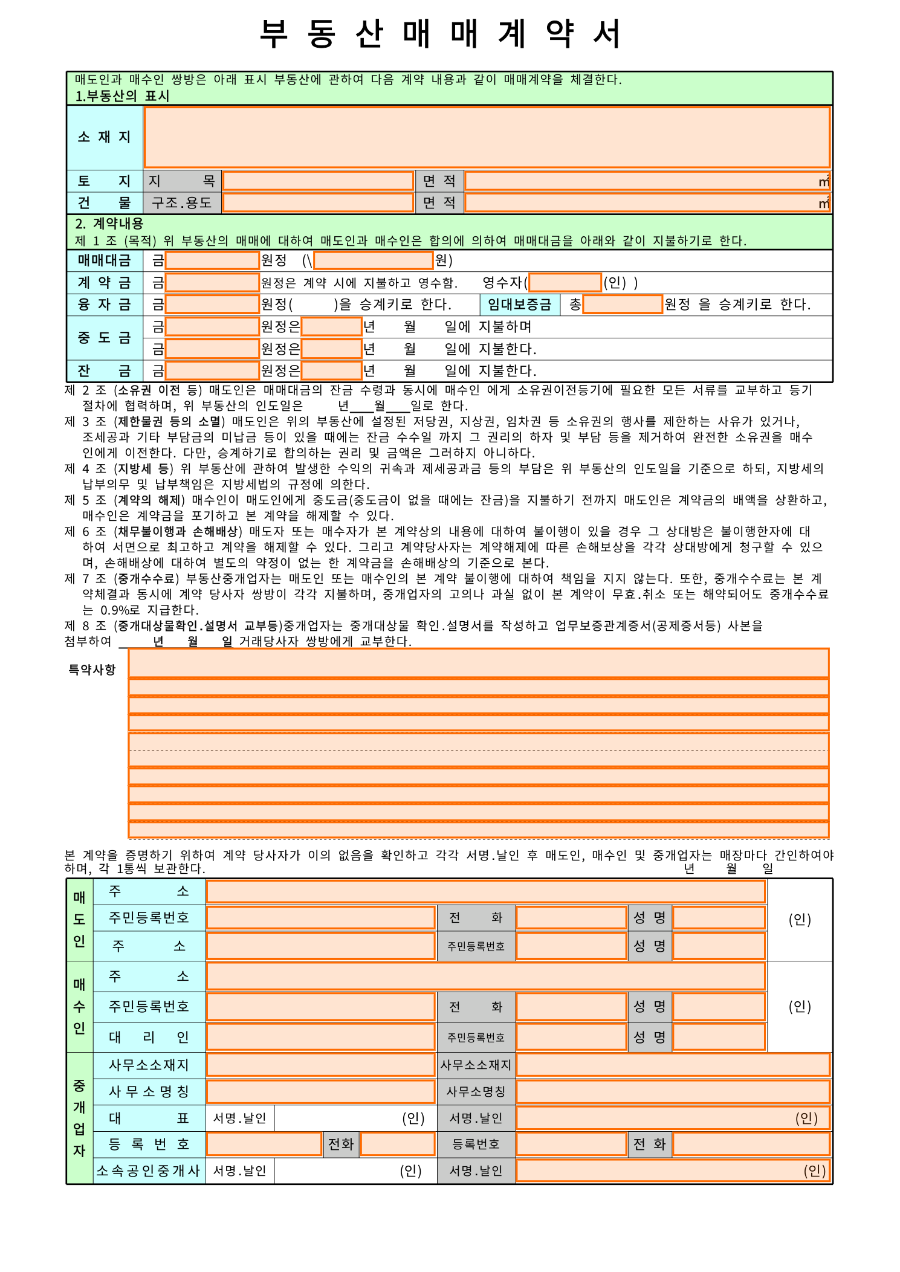 부 동 산 매 매 계 약 서
매도인과 매수인 쌍방은 아래 표시 부동산에 관하여 다음 계약 내용과 같이 매매계약을 체결한다.
1.부동산의 표시
소 재 지
토 지 지 목 면 적 ㎡
건 물 구조.용도 면 적 ㎡
2. 계약내용
제 1 조 (목적) 위 부동산의 매매에 대하여 매도인과 매수인은 합의에 의하여 매매대금을 아래와 같이 지불하기로 한다.
매매대금 금 원정 (\ 원)
계 약 금 금 원정은 계약 시에 지불하고 영수함. 영수자( (인) )
융 자 금 금 원정( )을 승계키로 한다. 임대보증금 총 원정 을 승계키로 한다.
중 도 금 금 원정은 년 월 일에 지불하며
금 원정은 년 월 일에 지불한다.
잔 금 금 원정은 년 월 일에 지불한다.
제 2 조 (소유권 이전 등) 매도인은 매매대금의 잔금 수령과 동시에 매수인 에게 소유권이전등기에 필요한 모든 서류를 교부하고 등기
절차에 협력하며, 위 부동산의 인도일은 년____월____일로 한다.
제 3 조 (제한물권 등의 소멸) 매도인은 위의 부동산에 설정된 저당권, 지상권, 임차권 등 소유권의 행사를 제한하는 사유가 있거나,
조세공과 기타 부담금의 미납금 등이 있을 때에는 잔금 수수일 까지 그 권리의 하자 및 부담 등을 제거하여 완전한 소유권을 매수
인에게 이전한다. 다만, 승계하기로 합의하는 권리 및 금액은 그러하지 아니하다.
제 4 조 (지방세 등) 위 부동산에 관하여 발생한 수익의 귀속과 제세공과금 등의 부담은 위 부동산의 인도일을 기준으로 하되, 지방세의
납부의무 및 납부책임은 지방세법의 규정에 의한다.
제 5 조 (계약의 해제) 매수인이 매도인에게 중도금(중도금이 없을 때에는 잔금)을 지불하기 전까지 매도인은 계약금의 배액을 상환하고,
매수인은 계약금을 포기하고 본 계약을 해제할 수 있다.
제 6 조 (채무불이행과 손해배상) 매도자 또는 매수자가 본 계약상의 내용에 대하여 불이행이 있을 경우 그 상대방은 불이행한자에 대
하여 서면으로 최고하고 계약을 해제할 수 있다. 그리고 계약당사자는 계약해제에 따른 손해보상을 각각 상대방에게 청구할 수 있으
며, 손해배상에 대하여 별도의 약정이 없는 한 계약금을 손해배상의 기준으로 본다.
제 7 조 (중개수수료) 부동산중개업자는 매도인 또는 매수인의 본 계약 불이행에 대하여 책임을 지지 않는다. 또한, 중개수수료는 본 계
약체결과 동시에 계약 당사자 쌍방이 각각 지불하며, 중개업자의 고의나 과실 없이 본 계약이 무효.취소 또는 해약되어도 중개수수료
는 0.9%로 지급한다.
제 8 조 (중개대상물확인.설명서 교부등)중개업자는 중개대상물 확인.설명서를 작성하고 업무보증관계증서(공제증서등) 사본을
첨부하여 ______년 월 일 거래당사자 쌍방에게 교부한다.
특약사항
본 계약을 증명하기 위하여 계약 당사자가 이의 없음을 확인하고 각각 서명.날인 후 매도인, 매수인 및 중개업자는 매장마다 간인하여야
하며, 각 1통씩 보관한다. 년 월 일
매도인
주 소
주민등록번호 전 화 성 명 (인)
주 소 주민등록번호 성 명
매수인
주 소
주민등록번호 전 화 성 명 (인)
대 리 인 주민등록번호 성 명
중개업자
사무소소재지 사무소소재지
사 무 소 명 칭 사무소명칭
대 표 서명.날인 (인) 서명.날인 (인)
등 록 번 호 전화 등록번호 전 화
소속공인중개사 서명.날인 (인) 서명.날인 (인)